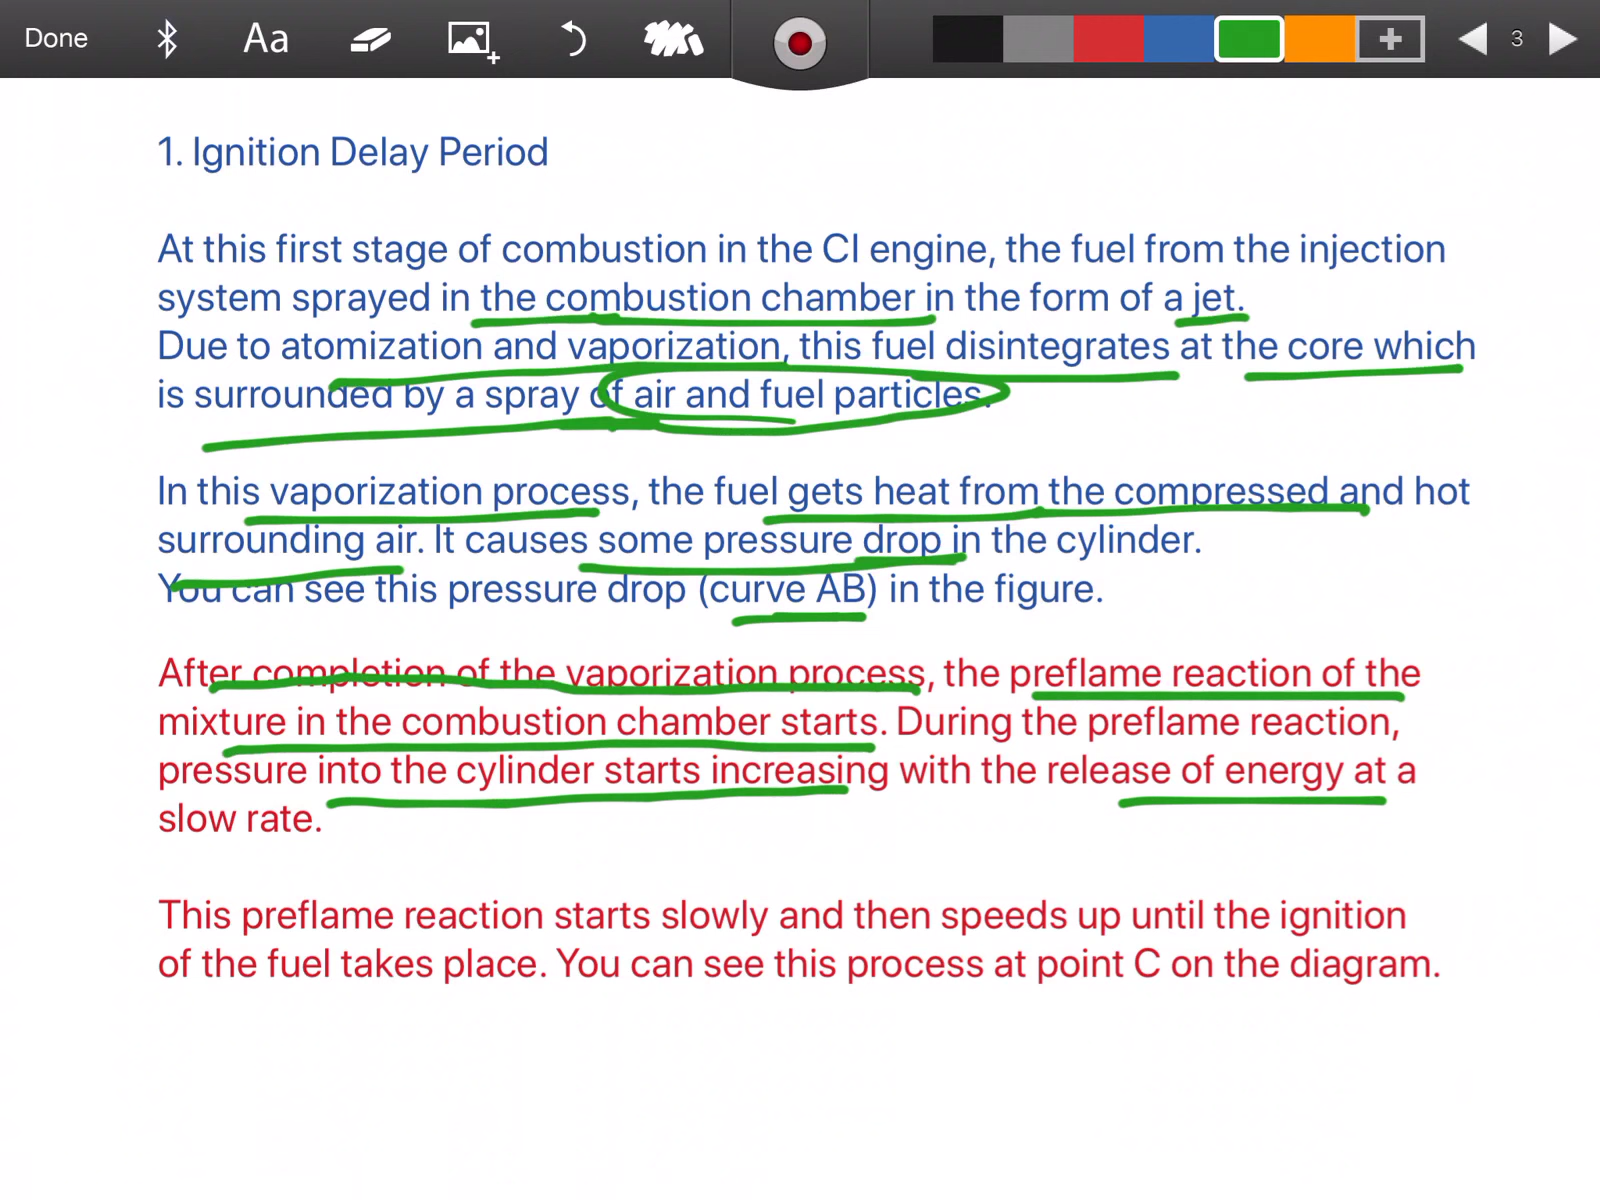 Done
Aa
3
1. Ignition Delay Period
At this first stage of combustion in the CI engine, the fuel from the injection
system sprayed in the combustion chamber in the form of a jet.
Due to atomization and vaporization, this fuel disintegrates at the core which
is surrounded by a spray of air and fuel particles.
In this vaporization process, the fuel gets heat from the compressed and hot
surrounding air. It causes some pressure drop in the cylinder.
You can see this pressure drop (curve AB) in the figure.
After completion of the vaporization process, the preflame reaction of the
mixture in the combustion chamber starts. During the preflame reaction,
pressure into the cylinder starts increasing with the release of energy at a
slow rate.
This preflame reaction starts slowly and then speeds up until the ignition
of the fuel takes place. You can see this process at point C on the diagram.